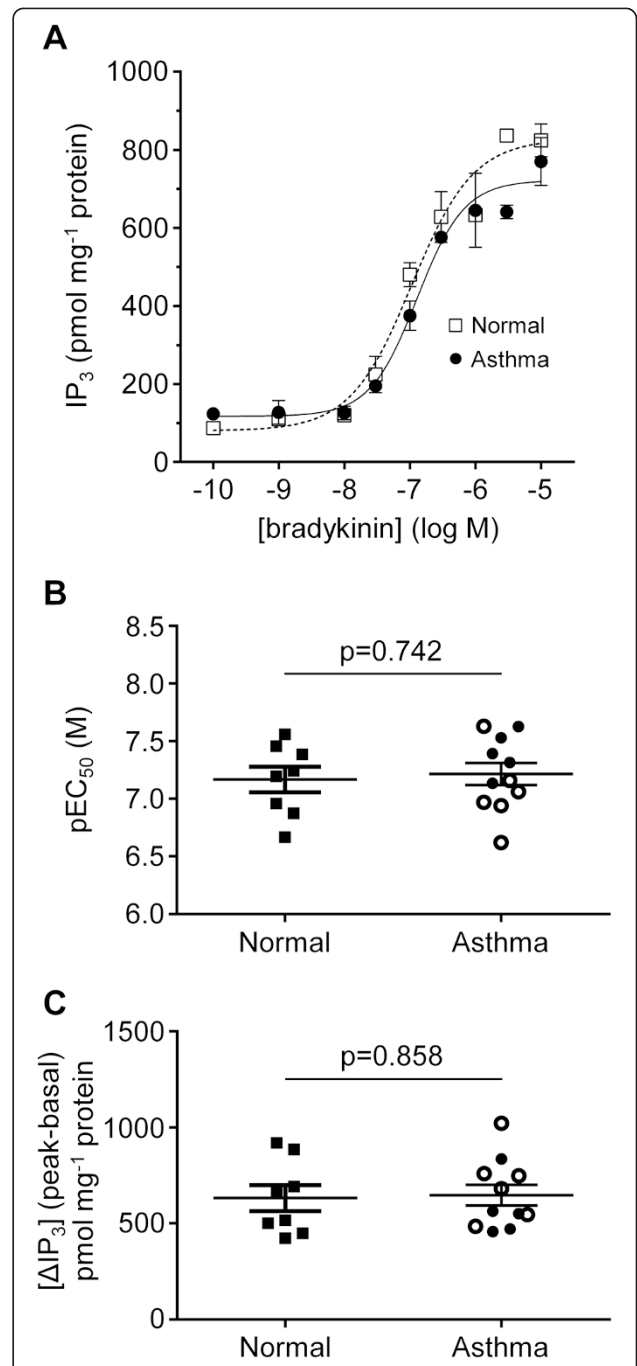 A
1000
800
600
400
200
0
IP₃ (pmol mg⁻¹ protein)
Normal
Asthma
-10 -9 -8 -7 -6 -5
[bradykinin] (log M)
B
8.5
8.0
7.5
7.0
6.5
6.0
pEC₅₀ (M)
p=0.742
Normal Asthma
C
1500
1000
500
0
[ΔIP₃] (peak-basal)
pmol mg⁻¹ protein
p=0.858
Normal Asthma